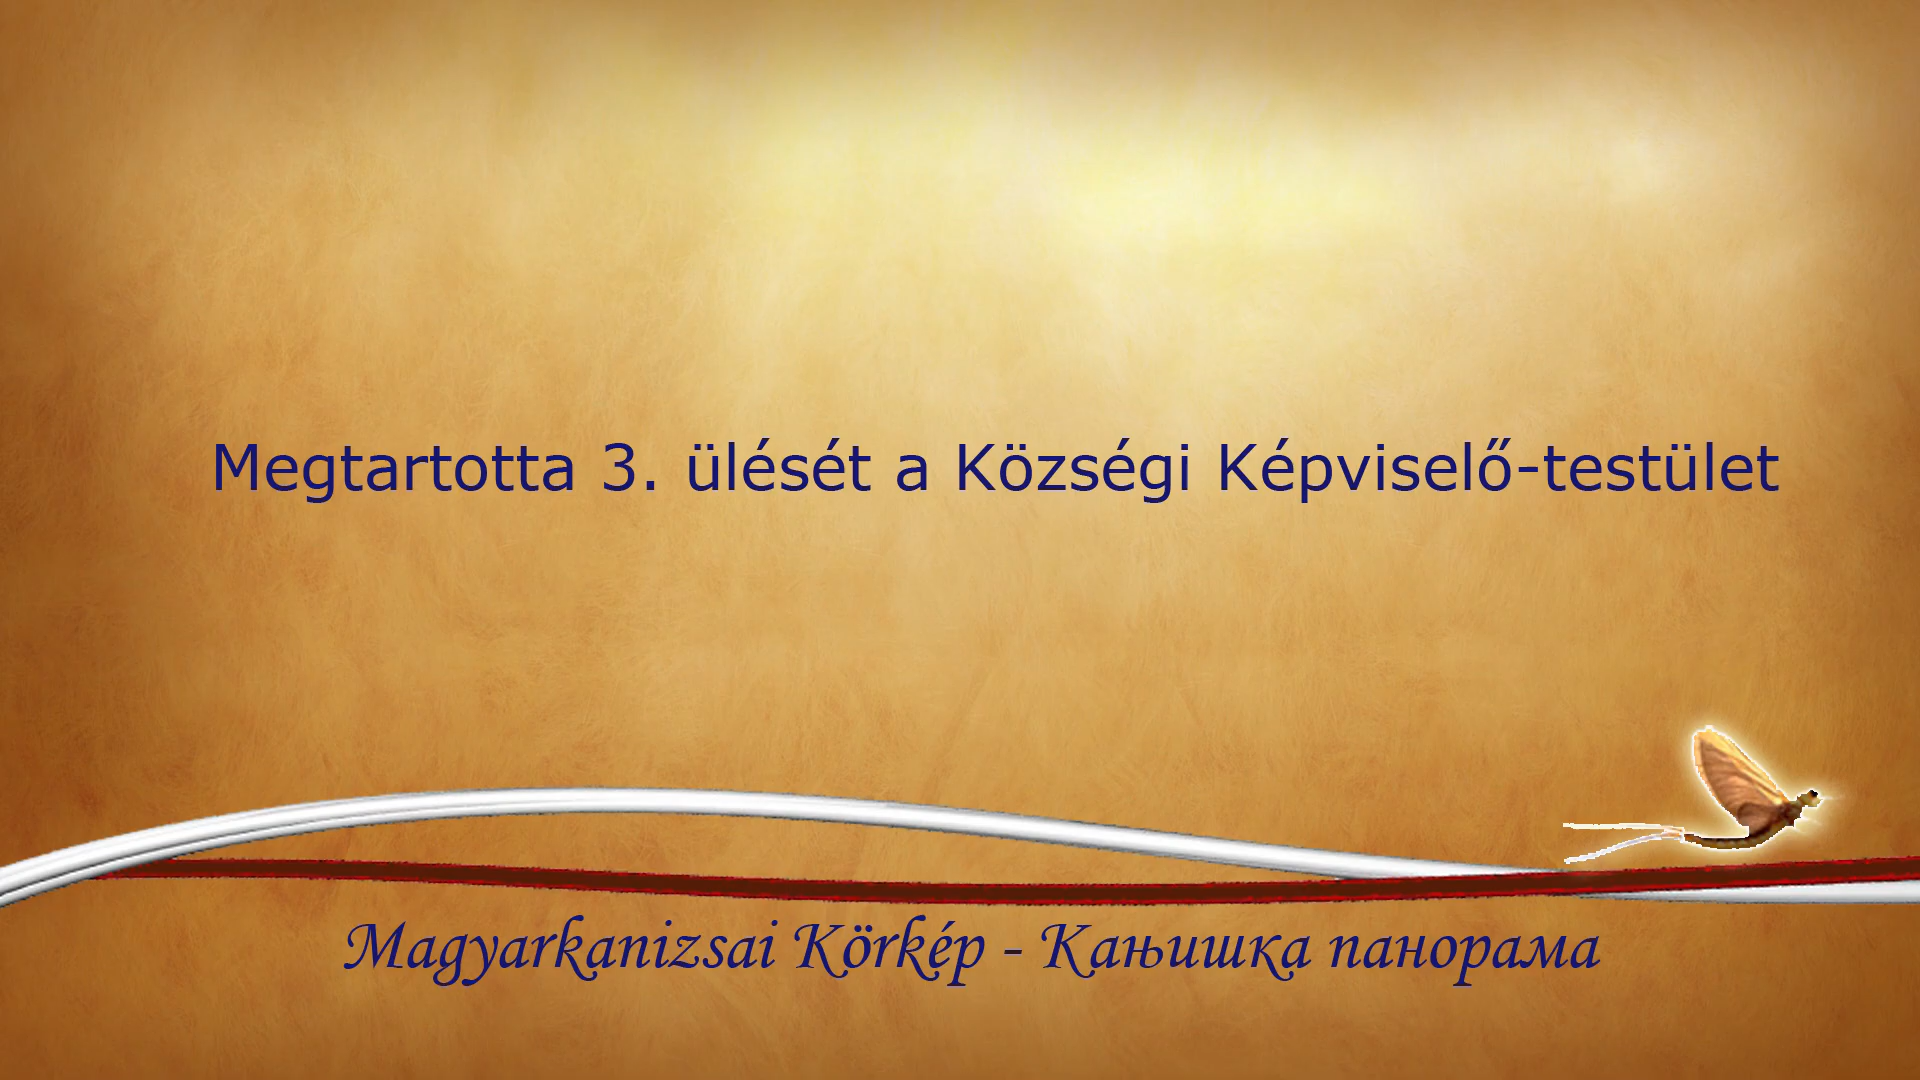 Megtartotta 3. ülését a Községi Képviselő-testület
Magyarkanizsai Körkép - Кањишка панорама